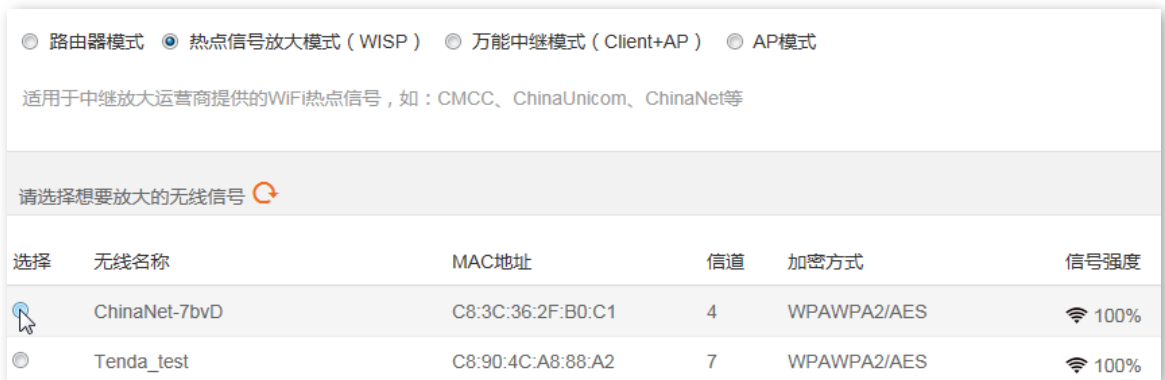 路由器模式 热点信号放大模式（WISP） 万能中继模式（Client+AP） AP模式
适用于中继放大运营商提供的WiFi热点信号，如：CMCC、ChinaUnicom、ChinaNet等
请选择想要放大的无线信号
选择 无线名称 MAC地址 信道 加密方式 信号强度
ChinaNet-7bvD C8:3C:36:2F:B0:C1 4 WPAWPA2/AES 100%
Tenda_test C8:90:4C:A8:88:A2 7 WPAWPA2/AES 100%